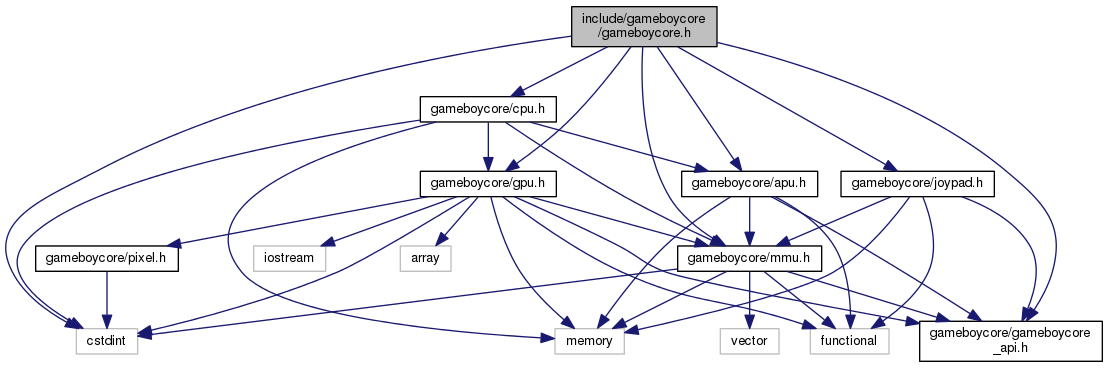 include/gameboycore
/gameboycore.h
gameboycore/cpu.h
gameboycore/gpu.h
gameboycore/apu.h
gameboycore/joypad.h
gameboycore/pixel.h
iostream
array
gameboycore/mmu.h
cstdint
memory
vector
functional
gameboycore/gameboycore
_api.h